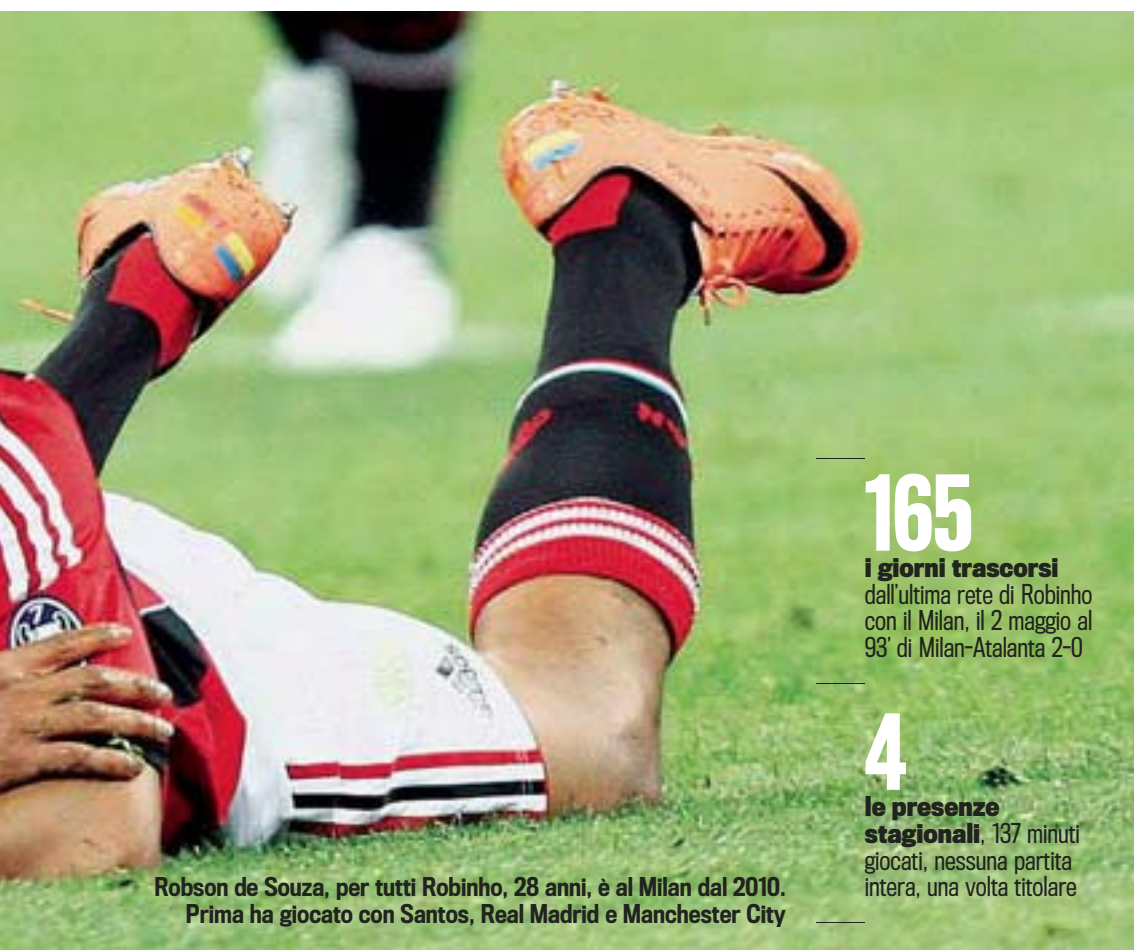 165
i giorni trascorsi
dall'ultima rete di Robinho
con il Milan, il 2 maggio al
93' di Milan-Atalanta 2-0
4
le presenze
stagionali, 137 minuti
giocati, nessuna partita
intera, una volta titolare
Robson de Souza, per tutti Robinho, 28 anni, è al Milan dal 2010.
Prima ha giocato con Santos, Real Madrid e Manchester City